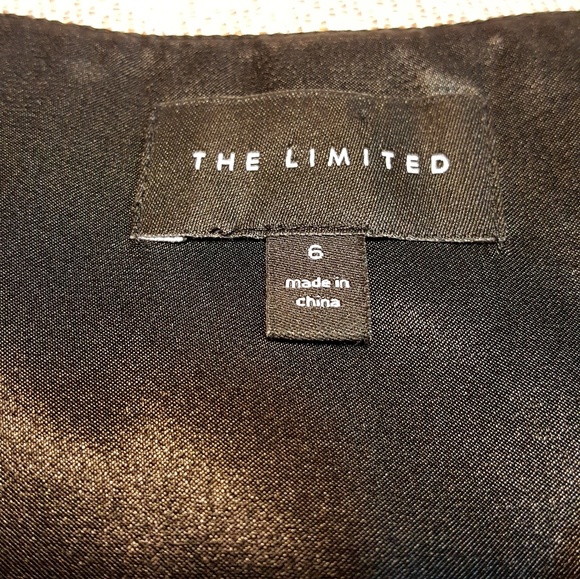 THE LIMITED
6
made in
china